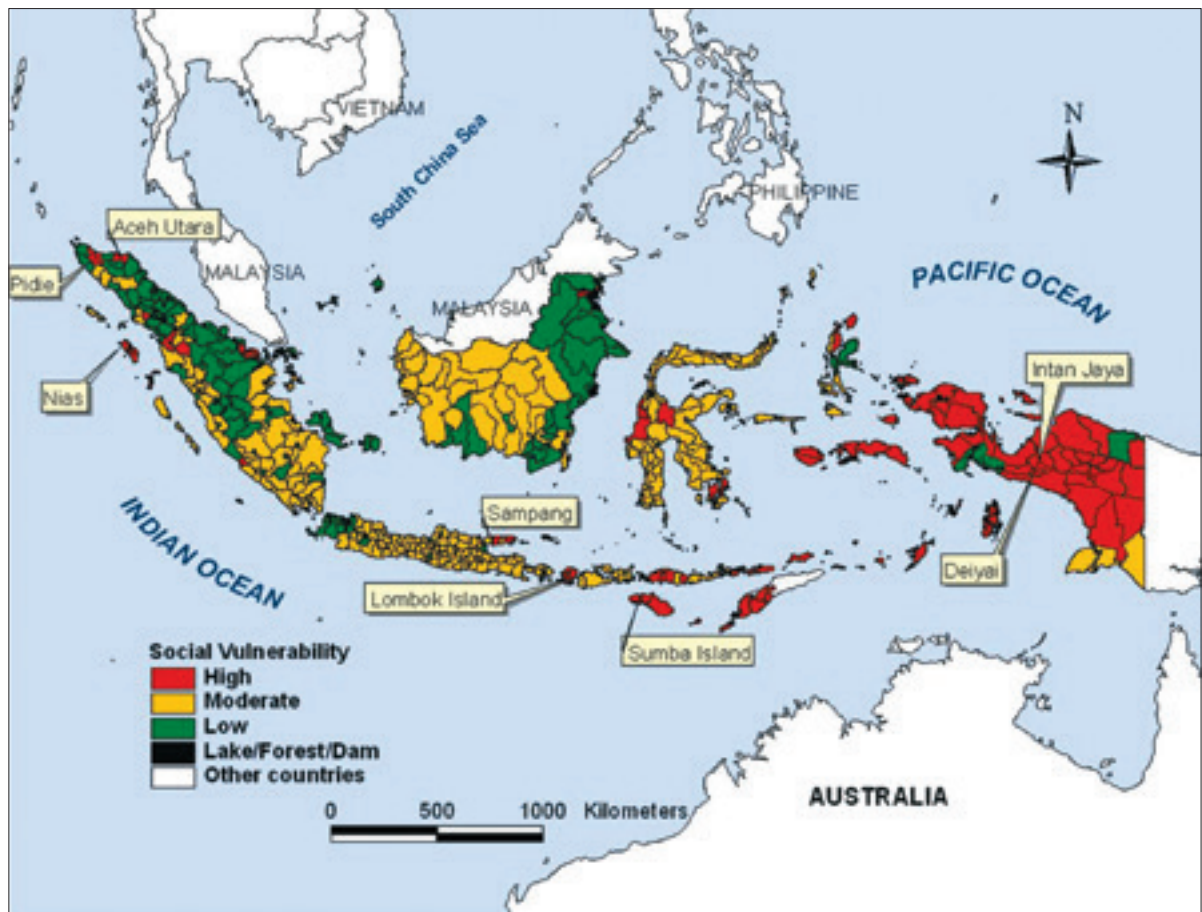 VIETNAM
South China Sea
N
PHILIPPINE
Aceh Utara
Pidie
MALAYSIA
MALAYSIA
PACIFIC OCEAN
Nias
Intan Jaya
INDIAN OCEAN
Sampang
Lombok Island
Deiyai
Sumba Island
Social Vulnerability
High
Moderate
Low
Lake/Forest/Dam
Other countries
0 500 1000 Kilometers
AUSTRALIA